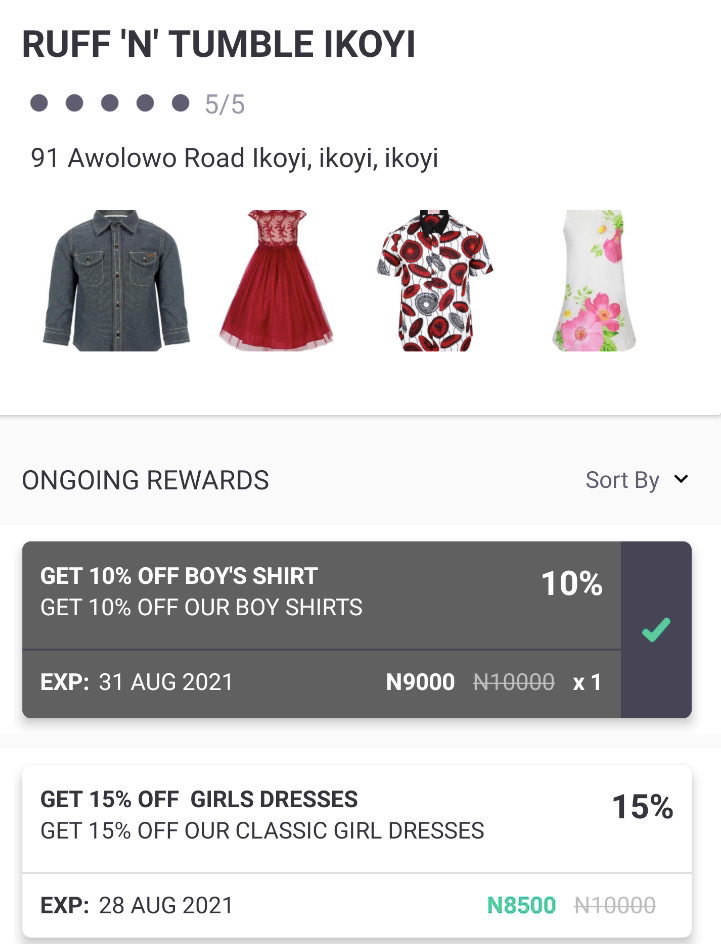 RUFF 'N' TUMBLE IKOYI
5/5
91 Awolowo Road Ikoyi, ikoyi, ikoyi
ONGOING REWARDS
Sort By
GET 10% OFF BOY'S SHIRT
10%
GET 10% OFF OUR BOY SHIRTS
EXP: 31 AUG 2021
N9000 N10000 x 1
GET 15% OFF  GIRLS DRESSES
15%
GET 15% OFF OUR CLASSIC GIRL DRESSES
EXP: 28 AUG 2021
N8500 N10000